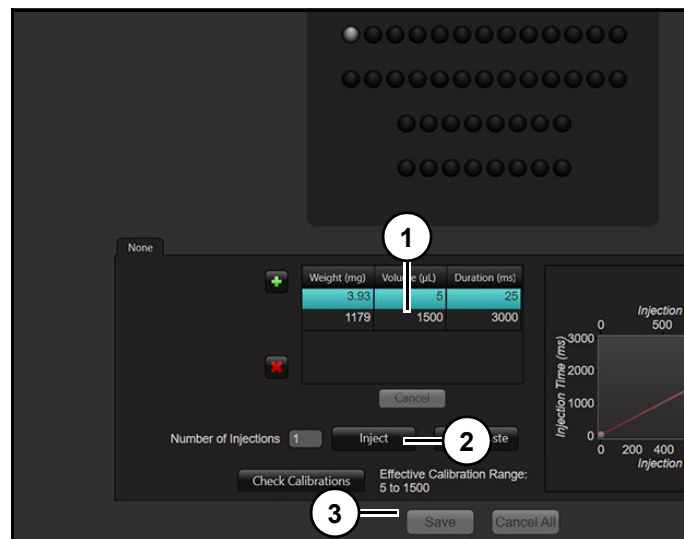 1
None
Weight (mg) Volume (µL) Duration (ms)
3.93 5 25
1179 1500 3000
Cancel
Number of Injections 1 Inject
2
Check Calibrations
Effective Calibration Range:
5 to 1500
3
Save Cancel All
Injection
0 500
Injection Time (ms)
3000
2000
1000
0
0 200 400
Injection